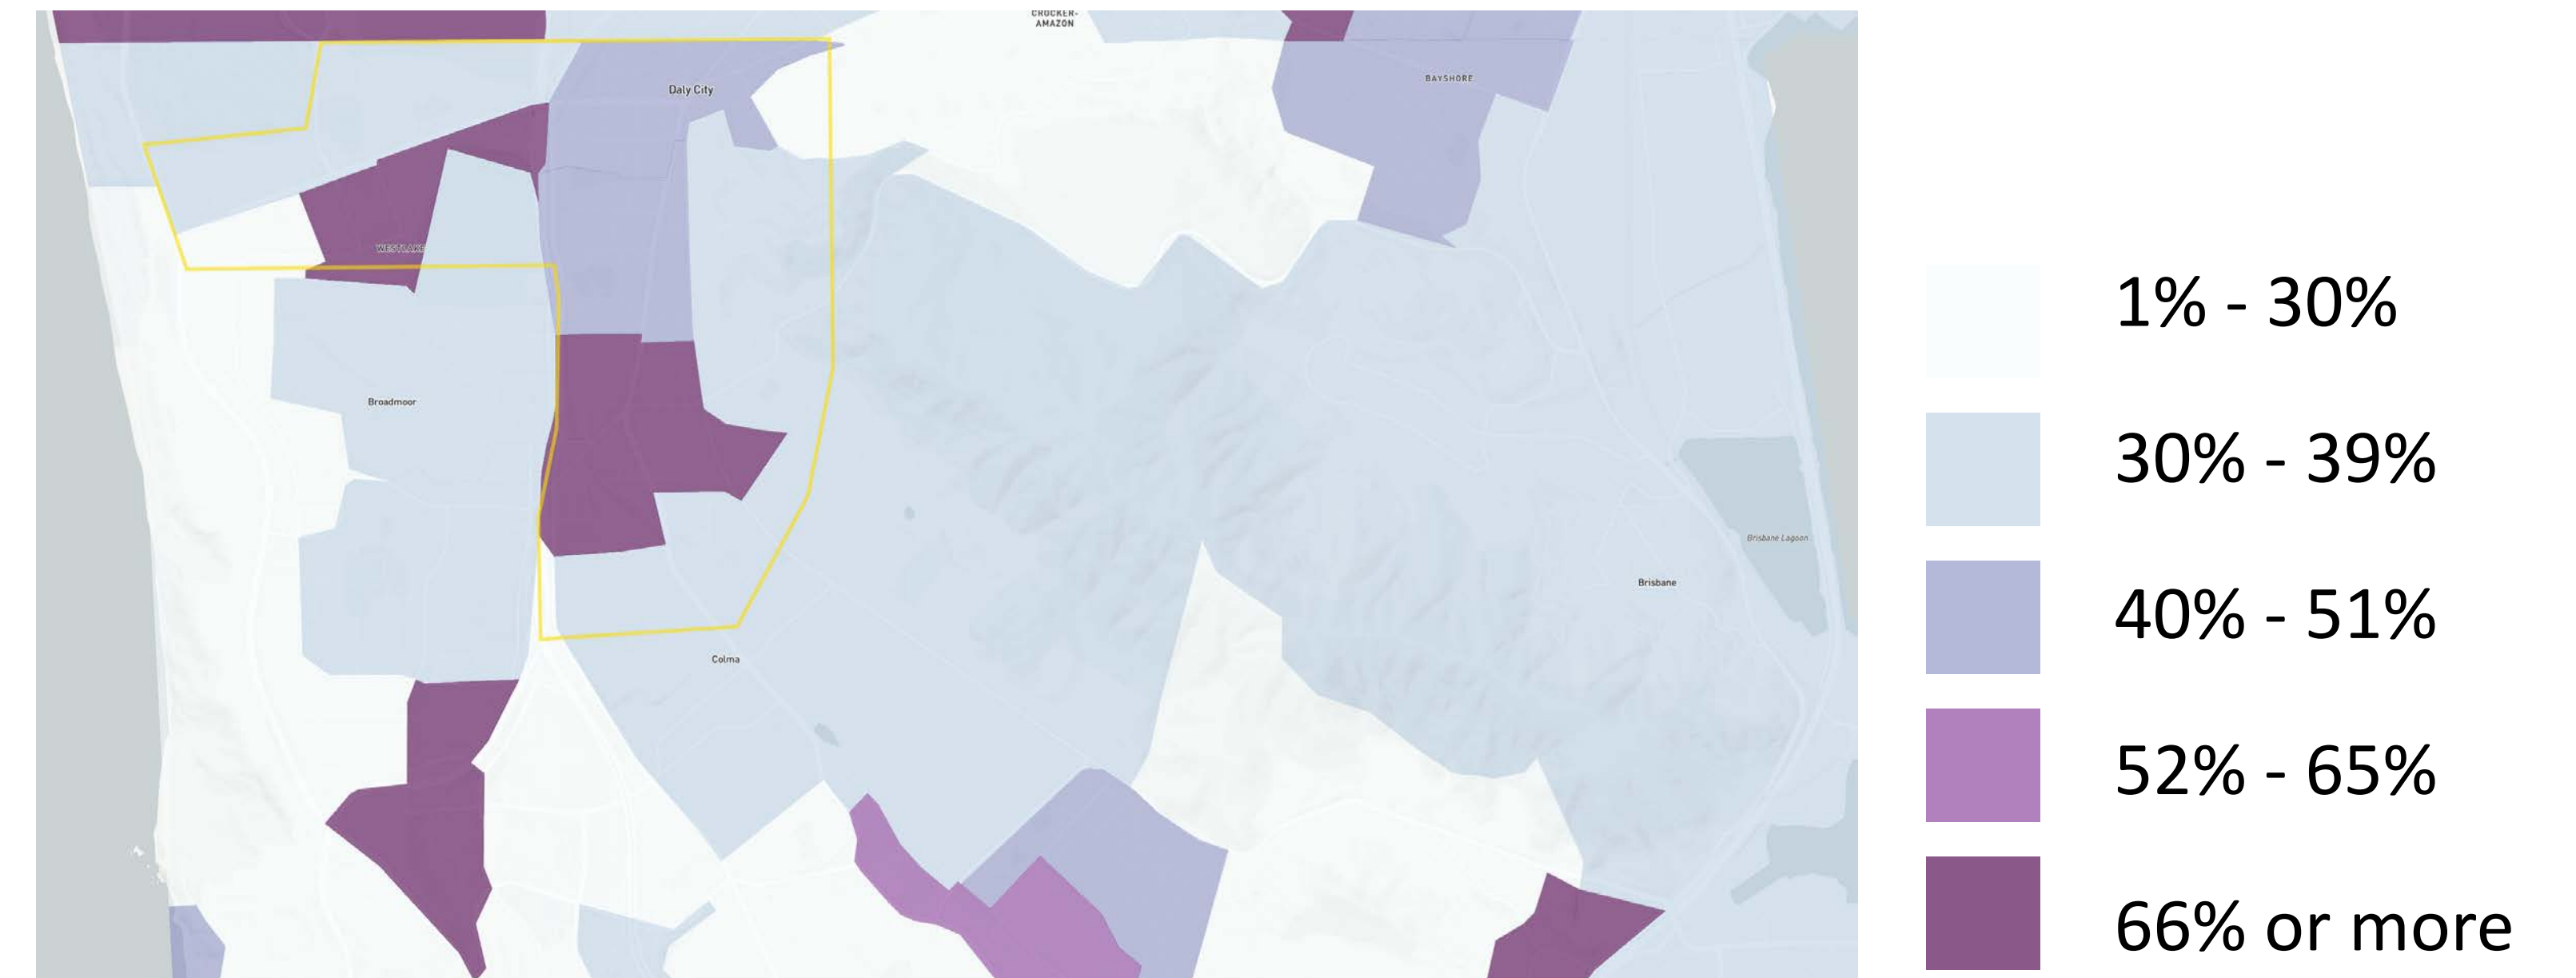 CROCKER-
AMAZON
Daly City
BAYSHORE
WESTLAKE
Broadmoor
Brisbane Lagoon
Brisbane
Colma
1% - 30%
30% - 39%
40% - 51%
52% - 65%
66% or more